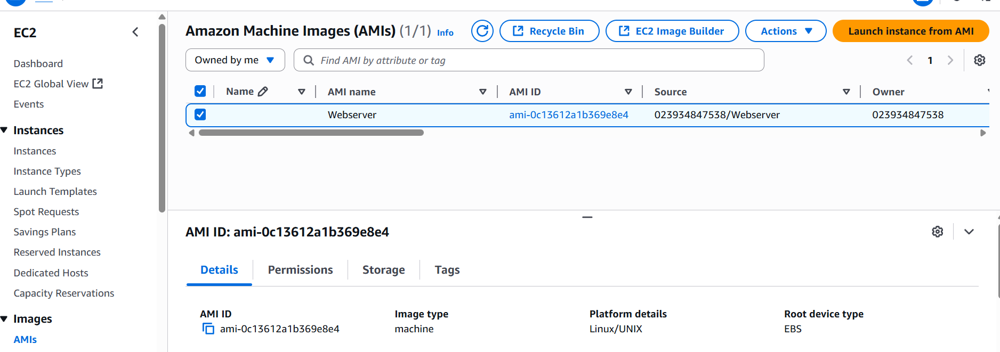 EC2
Dashboard
EC2 Global View
Events
Instances
Instances
Instance Types
Launch Templates
Spot Requests
Savings Plans
Reserved Instances
Dedicated Hosts
Capacity Reservations
Images
AMIs
Amazon Machine Images (AMIs) (1/1) Info
Recycle Bin
EC2 Image Builder
Actions
Launch instance from AMI
Owned by me
Find AMI by attribute or tag
1
Name AMI name AMI ID Source Owner
Webserver ami-0c13612a1b369e8e4 023934847538/Webserver 023934847538
AMI ID: ami-0c13612a1b369e8e4
Details Permissions Storage Tags
AMI ID Image type Platform details Root device type
ami-0c13612a1b369e8e4 machine Linux/UNIX EBS